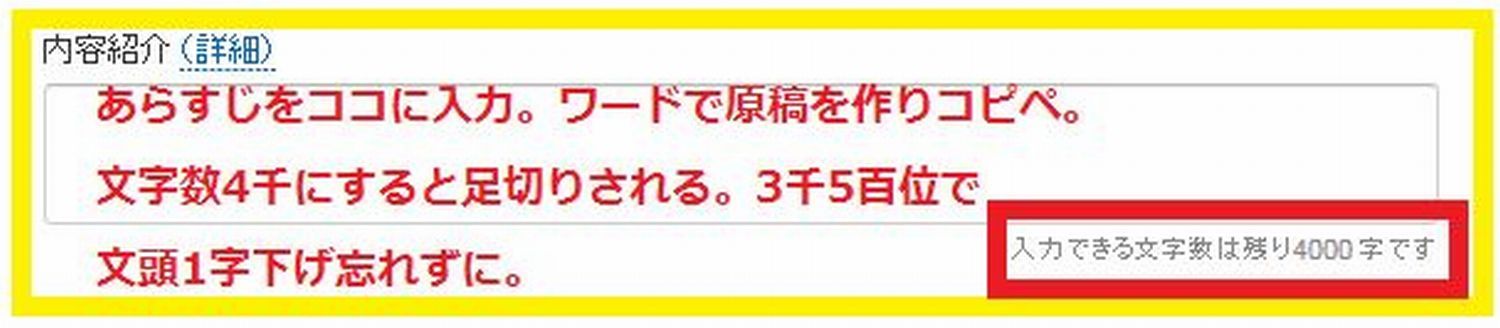 内容紹介 (詳細)
あらすじをココに入力。ワードで原稿を作りコピペ。
文字数4千にすると足切りされる。3千5百位で
文頭1字下げ忘れずに。
入力できる文字数は残り4000字です